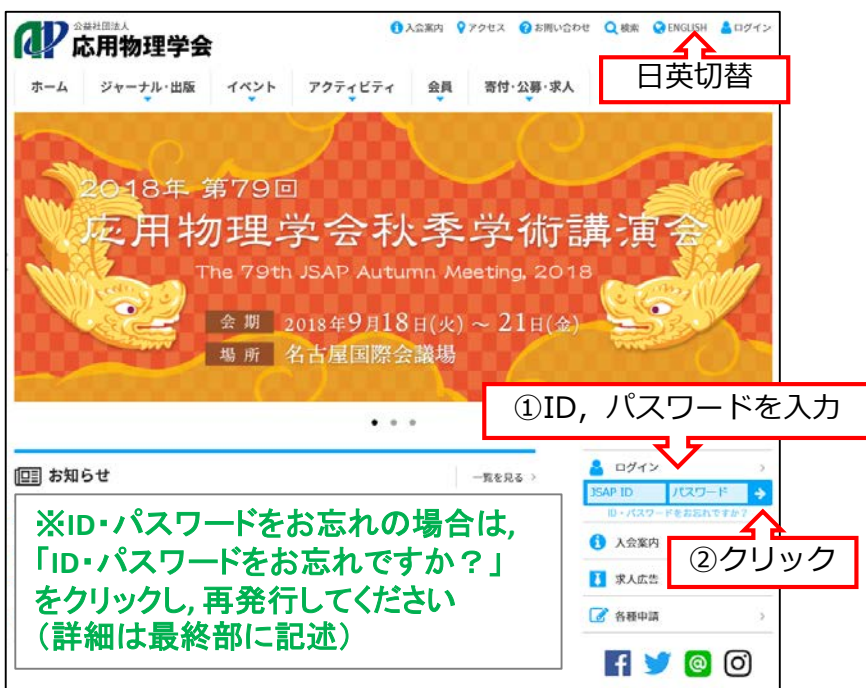 公益社団法人
応用物理学会
入会案内 アクセス お問い合わせ 検索 ENGLISH ログイン
日英切替
ホーム ジャーナル・出版 イベント アクティビティ 会員 寄付・公募・求人
2018年 第79回
応用物理学会秋季学術講演会
The 79th JSAP Autumn Meeting, 2018
会期 2018年9月18日(火) ~ 21日(金)
場所 名古屋国際会議場
①ID，パスワードを入力
お知らせ
一覧を見る
※ID・パスワードをお忘れの場合は,
「ID・パスワードをお忘れですか？」
をクリックし, 再発行してください
（詳細は最終部に記述）
ログイン
JSAP ID パスワード
ID・パスワードをお忘れですか？
②クリック
入会案内
求人広告
各種申請